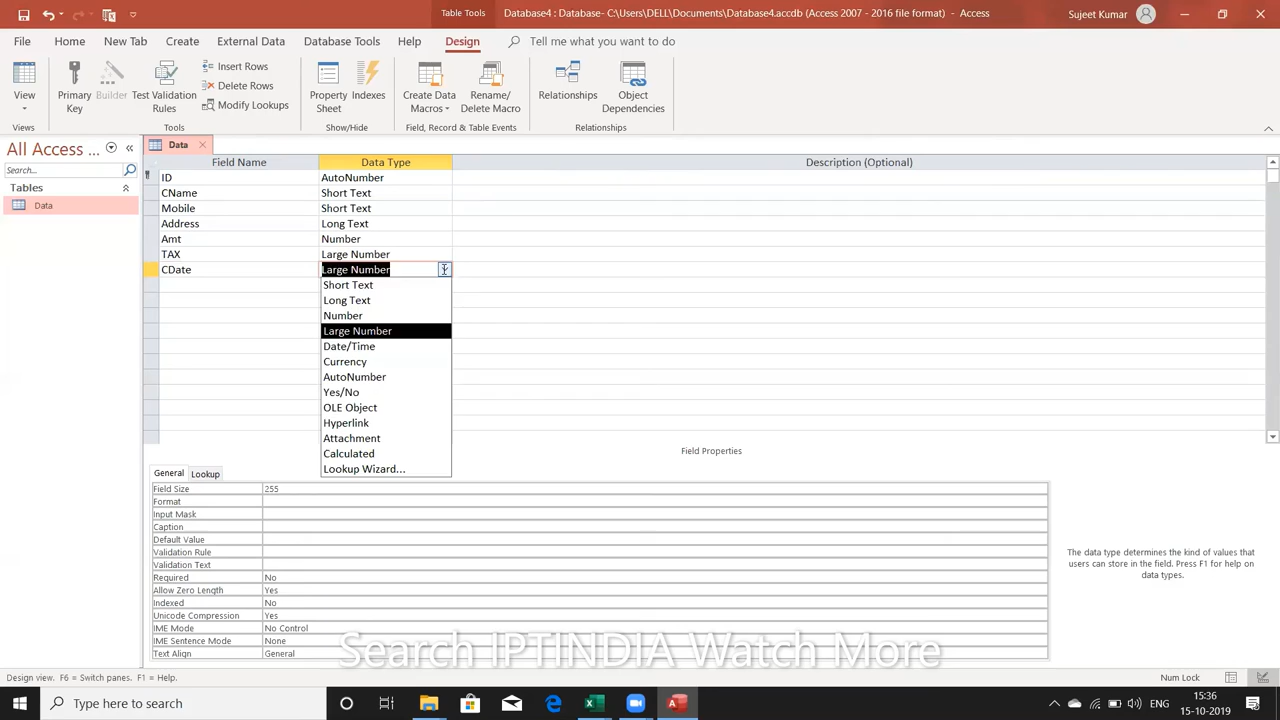 Table Tools
Database4 : Database- C:\Users\DELL\Documents\Database4.accdb (Access 2007 - 2016 file format) - Access
Sujeet Kumar
File Home New Tab Create External Data Database Tools Help Design Tell me what you want to do
View
Primary Key
Builder
Test Validation Rules
Insert Rows
Delete Rows
Modify Lookups
Property Sheet
Indexes
Create Data Macros
Rename/ Delete Macro
Relationships
Object Dependencies
Views Tools Show/Hide Field, Record & Table Events Relationships
All Access ...
Search...
Tables
Data
Data
Field Name Data Type Description (Optional)
ID AutoNumber
CName Short Text
Mobile Short Text
Address Long Text
Amt Number
TAX Large Number
CDate Large Number
Short Text
Long Text
Number
Large Number
Date/Time
Currency
AutoNumber
Yes/No
OLE Object
Hyperlink
Attachment
Calculated
Lookup Wizard...
Field Properties
General Lookup
Field Size 255
Format
Input Mask
Caption
Default Value
Validation Rule
Validation Text
Required No
Allow Zero Length Yes
Indexed No
Unicode Compression Yes
IME Mode No Control
IME Sentence Mode None
Text Align General
The data type determines the kind of values that
users can store in the field. Press F1 for help on
data types.
Search IPTINDIA Watch More
Design view. F6 = Switch panes. F1 = Help.
Num Lock
Type here to search
15:36
15-10-2019